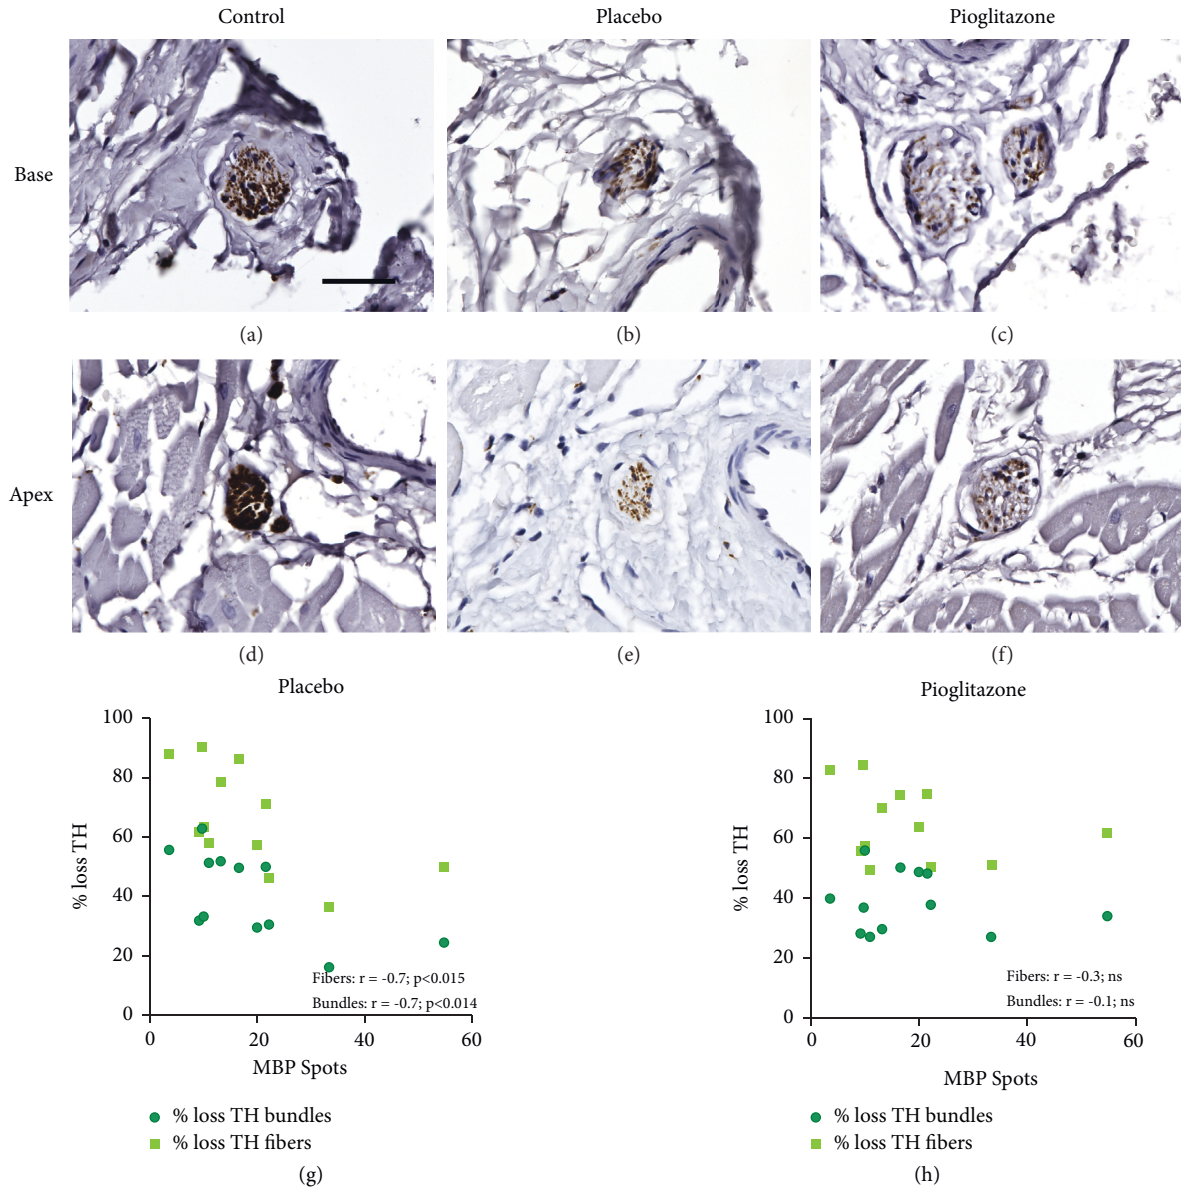 Control Placebo Pioglitazone
Base
(a) (b) (c)
Apex
(d) (e) (f)
Placebo
100
80
60
40
20
0
% loss TH
Fibers: r = -0.7; p<0.015
Bundles: r = -0.7; p<0.014
0 20 40 60
MBP Spots
% loss TH bundles
% loss TH fibers
(g)
Pioglitazone
100
80
60
40
20
0
% loss TH
Fibers: r = -0.3; ns
Bundles: r = -0.1; ns
0 20 40 60
MBP Spots
% loss TH bundles
% loss TH fibers
(h)